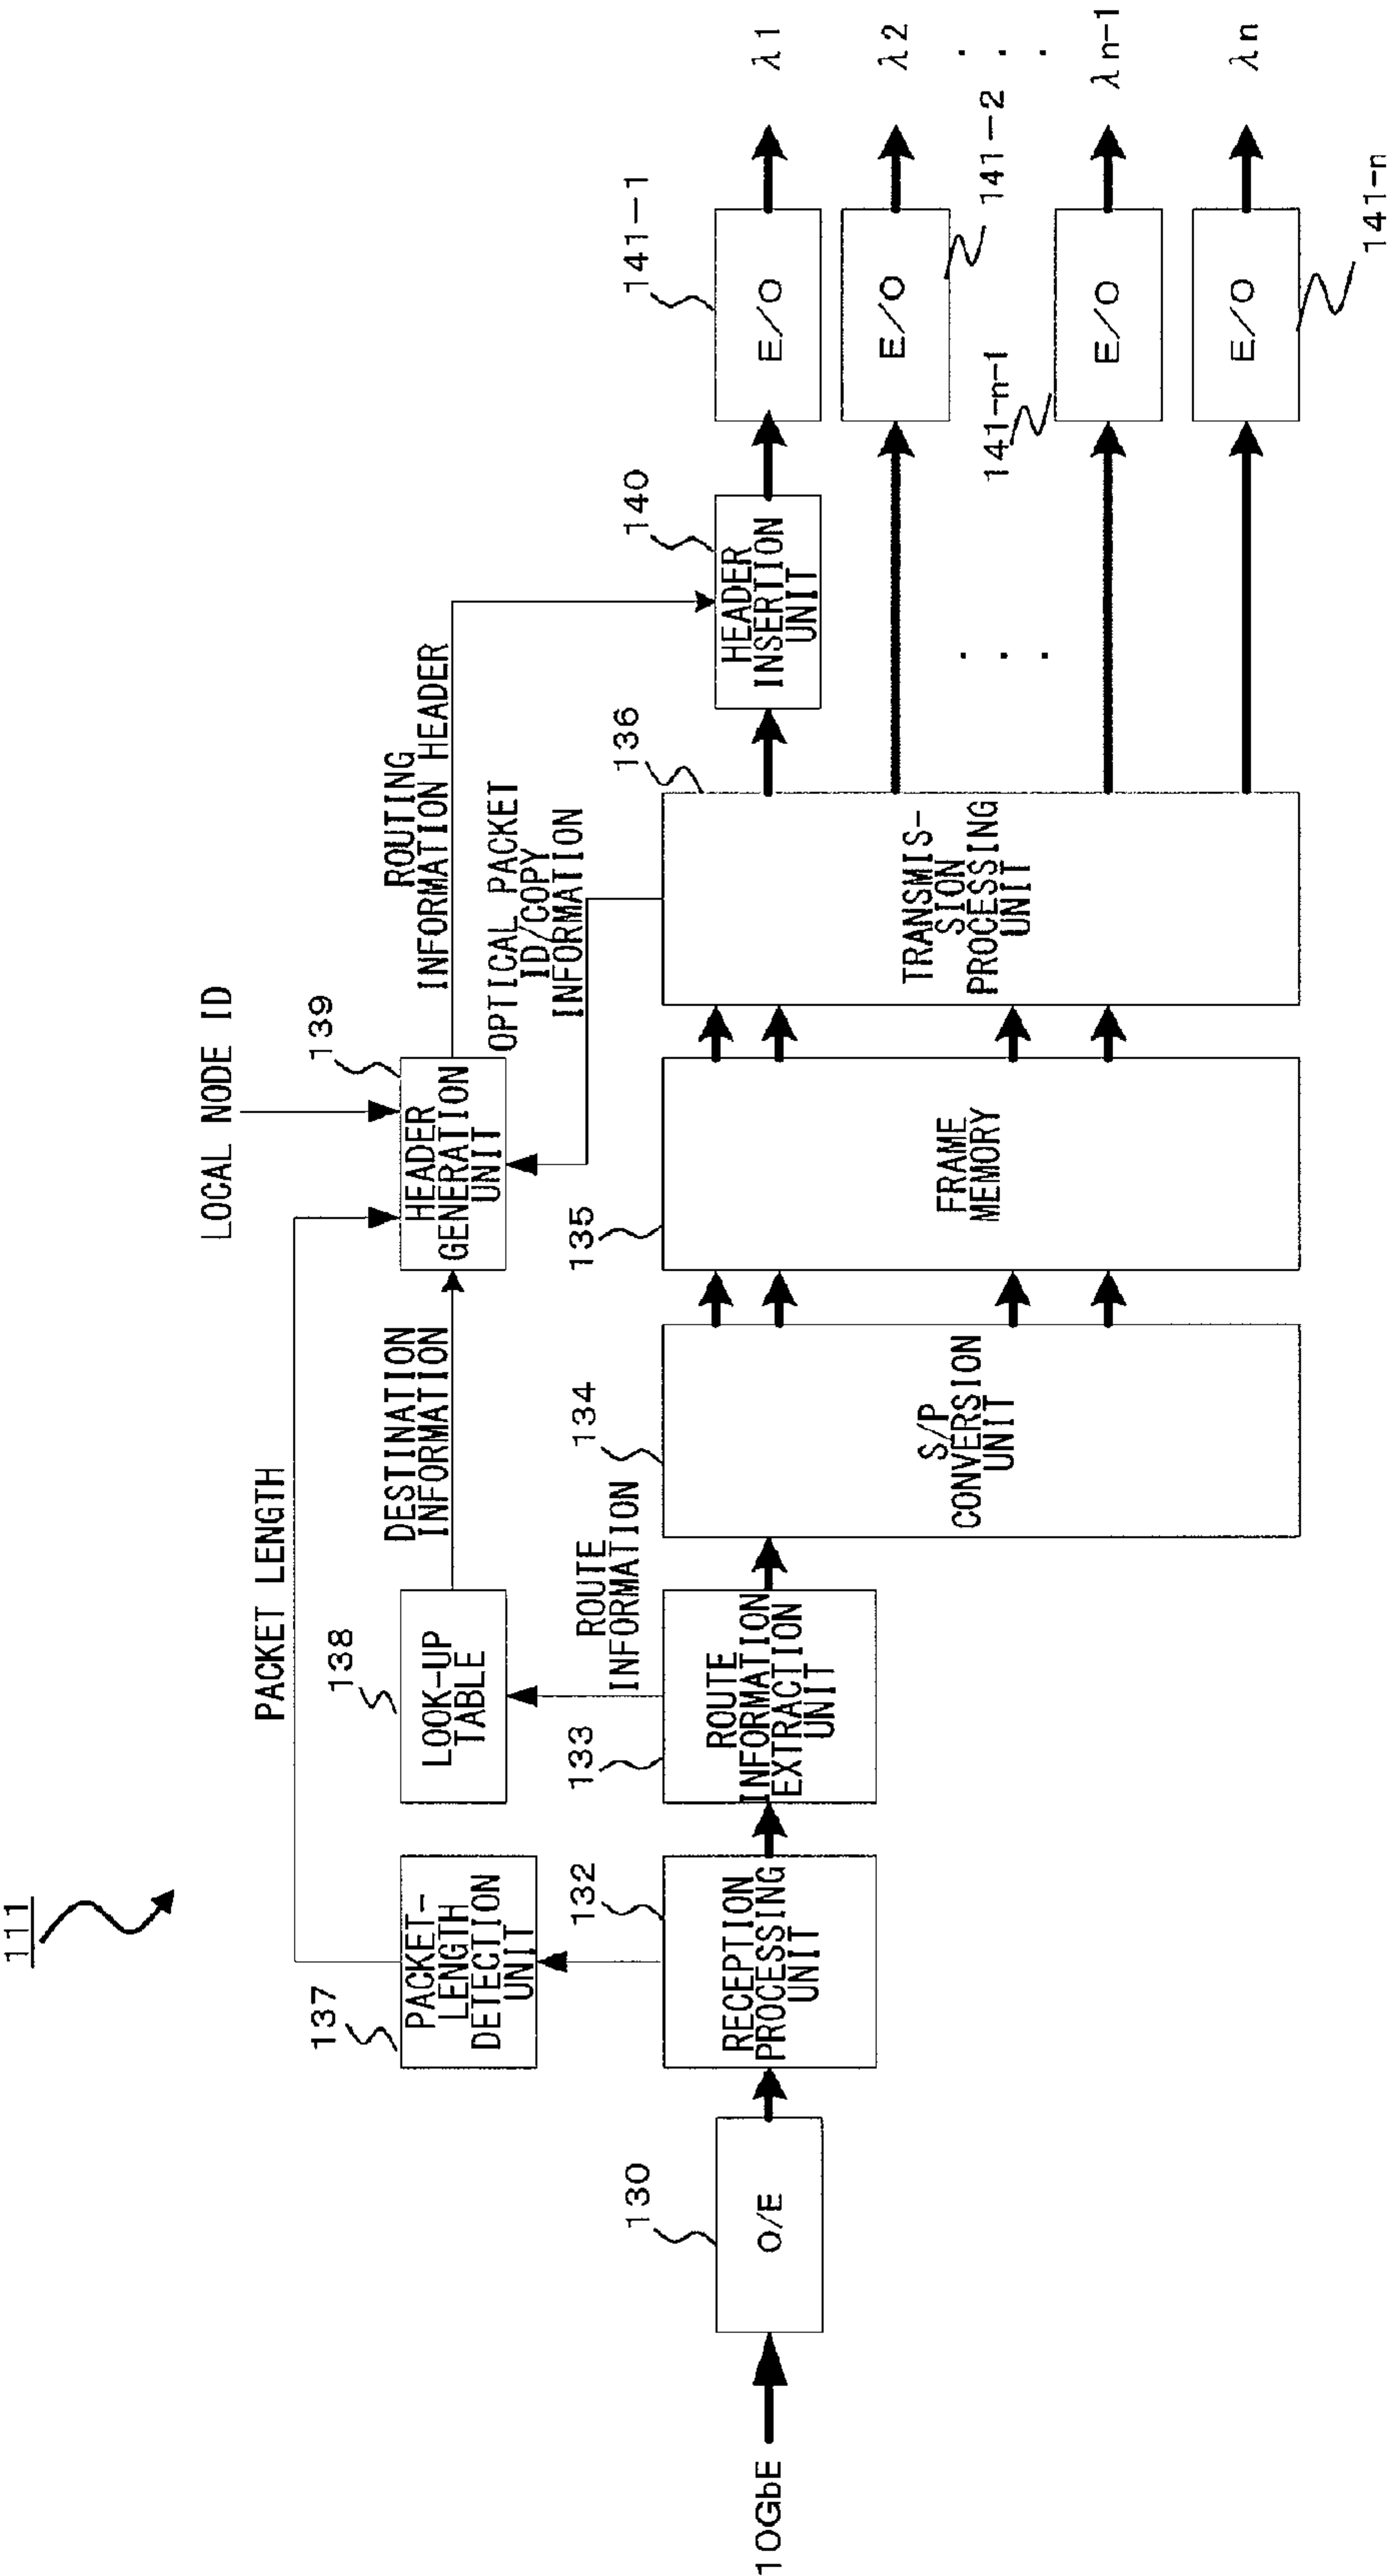 111
LOCAL NODE ID
PACKET LENGTH
137
PACKET-
LENGTH
DETECTION
UNIT
138
LOOK-UP
TABLE
DESTINATION
INFORMATION
139
HEADER
GENERATION
UNIT
ROUTING
INFORMATION HEADER
OPTICAL PACKET
ID/COPY
INFORMATION
ROUTE
INFORMATION
10GbE
130
O/E
132
RECEPTION
PROCESSING
UNIT
133
ROUTE
INFORMATION
EXTRACTION
UNIT
134
S/P
CONVERSION
UNIT
135
FRAME
MEMORY
136
TRANSMIS-
SION
PROCESSING
UNIT
140
HEADER
INSERTION
UNIT
. . .
141-1
E/O
λ1
E/O
141-2
λ2
. . .
141-n-1
E/O
λn-1
E/O
141-n
λn